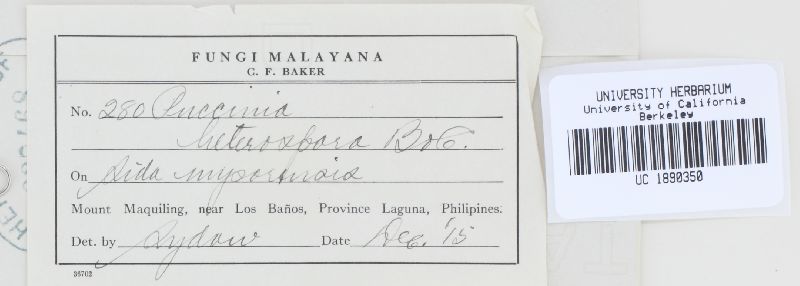 FUNGI MALAYANA
C. F. BAKER
No. 280 Puccinia
heterospora B & C.
On Sida mysorensis
Mount Maquiling, near Los Baños, Province Laguna, Philipines.
Det. by Sydow Date Dec. '15
36702
UNIVERSITY HERBARIUM
University of California
Berkeley
UC 1890350